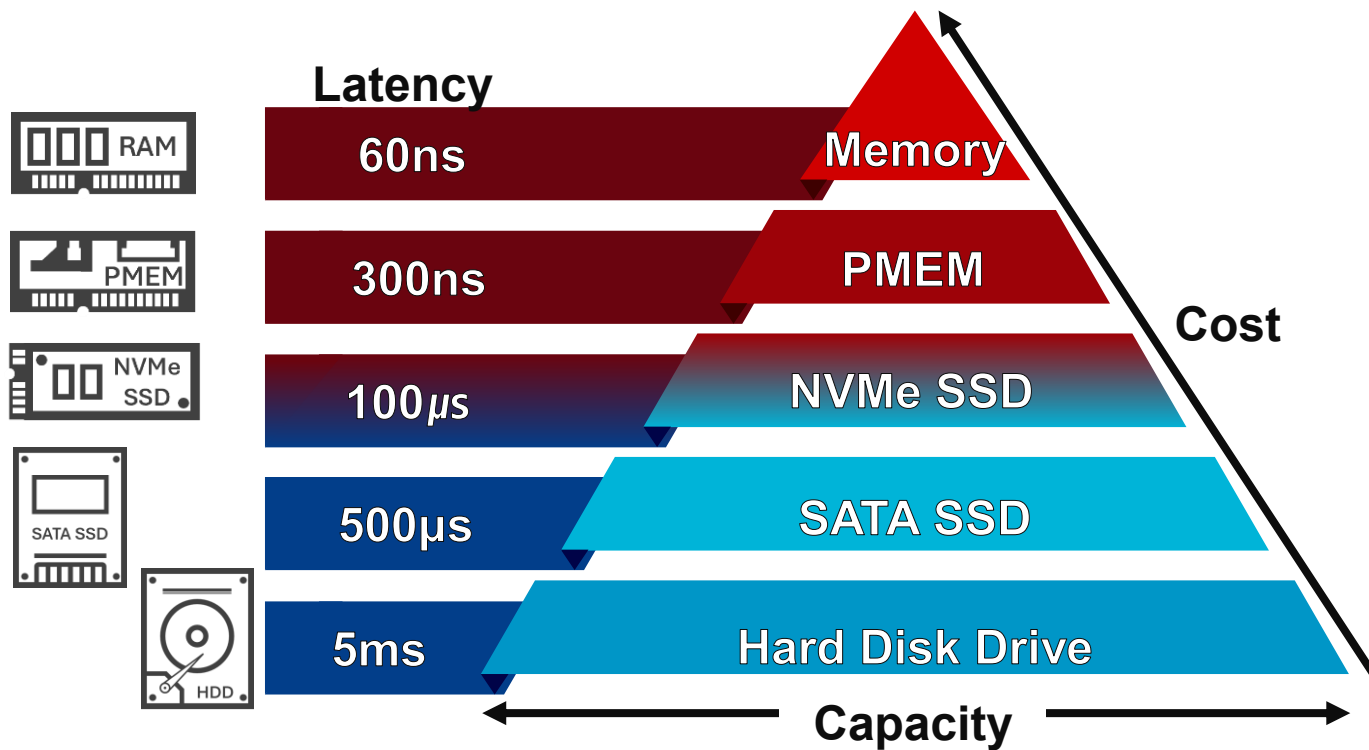 Latency
RAM
60ns
Memory
PMEM
300ns
PMEM
Cost
NVMe
SSD
100µs
NVMe SSD
SATA SSD
500µs
SATA SSD
HDD
5ms
Hard Disk Drive
Capacity